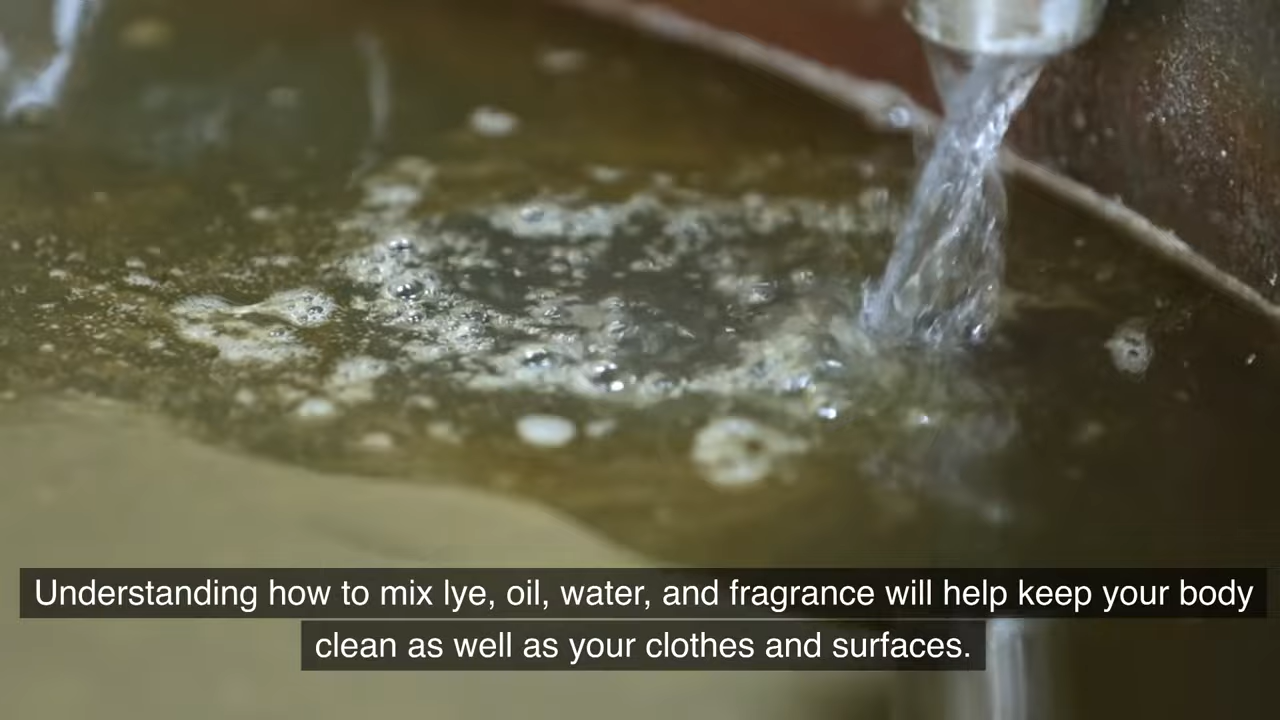 Understanding how to mix lye, oil, water, and fragrance will help keep your body
clean as well as your clothes and surfaces.